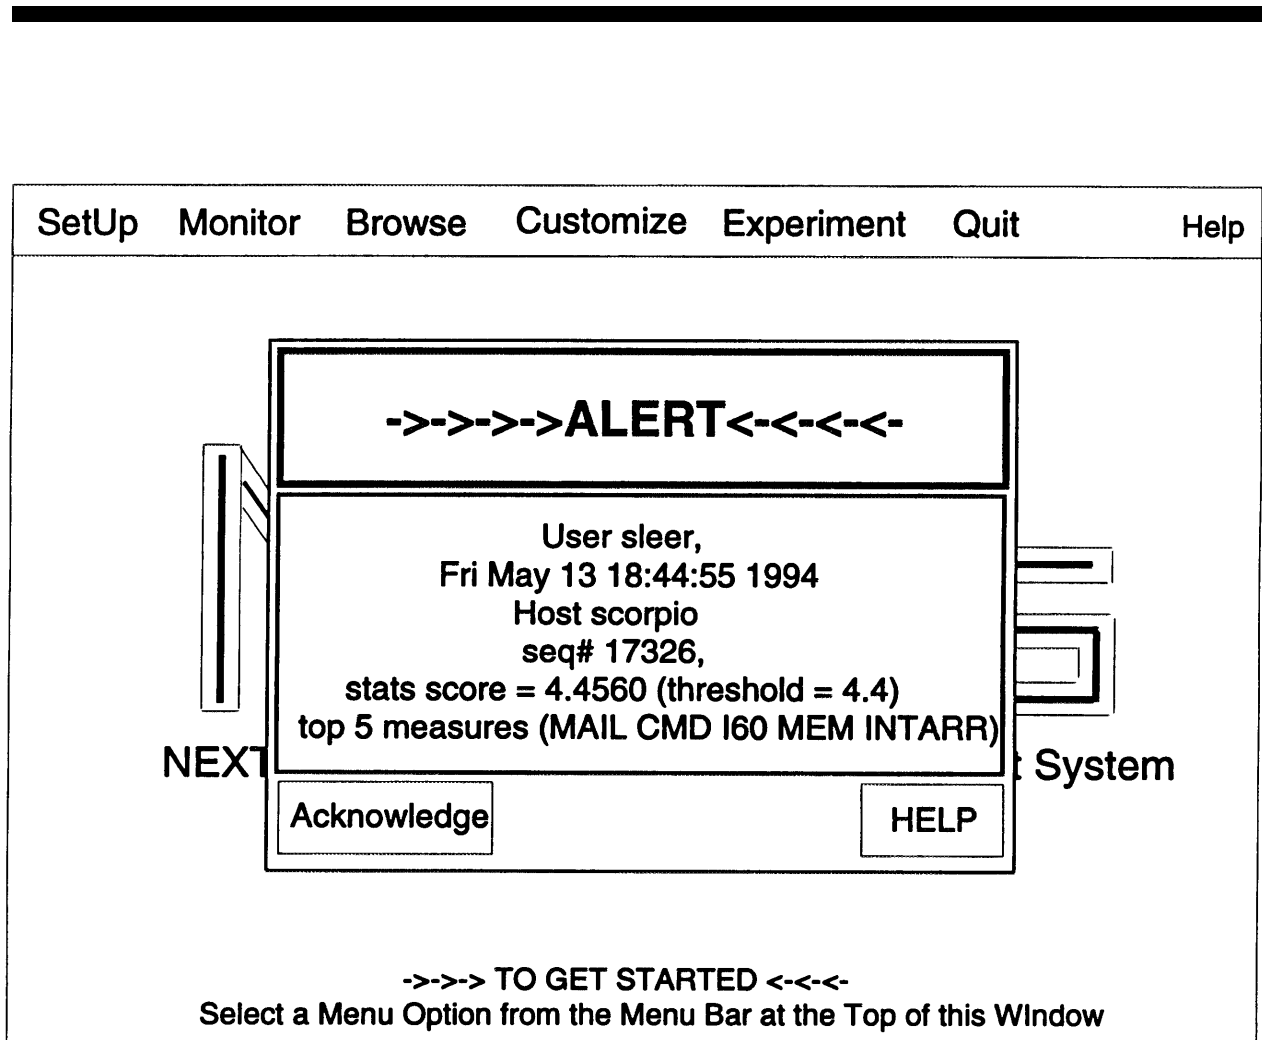 SetUp Monitor Browse Customize Experiment Quit Help
->->->->ALERT<-<-<-<-
User sleer,
Fri May 13 18:44:55 1994
Host scorpio
seq# 17326,
stats score = 4.4560 (threshold = 4.4)
top 5 measures (MAIL CMD I60 MEM INTARR)
NEXT System
Acknowledge HELP
->->-> TO GET STARTED <-<-<-
Select a Menu Option from the Menu Bar at the Top of this WIndow